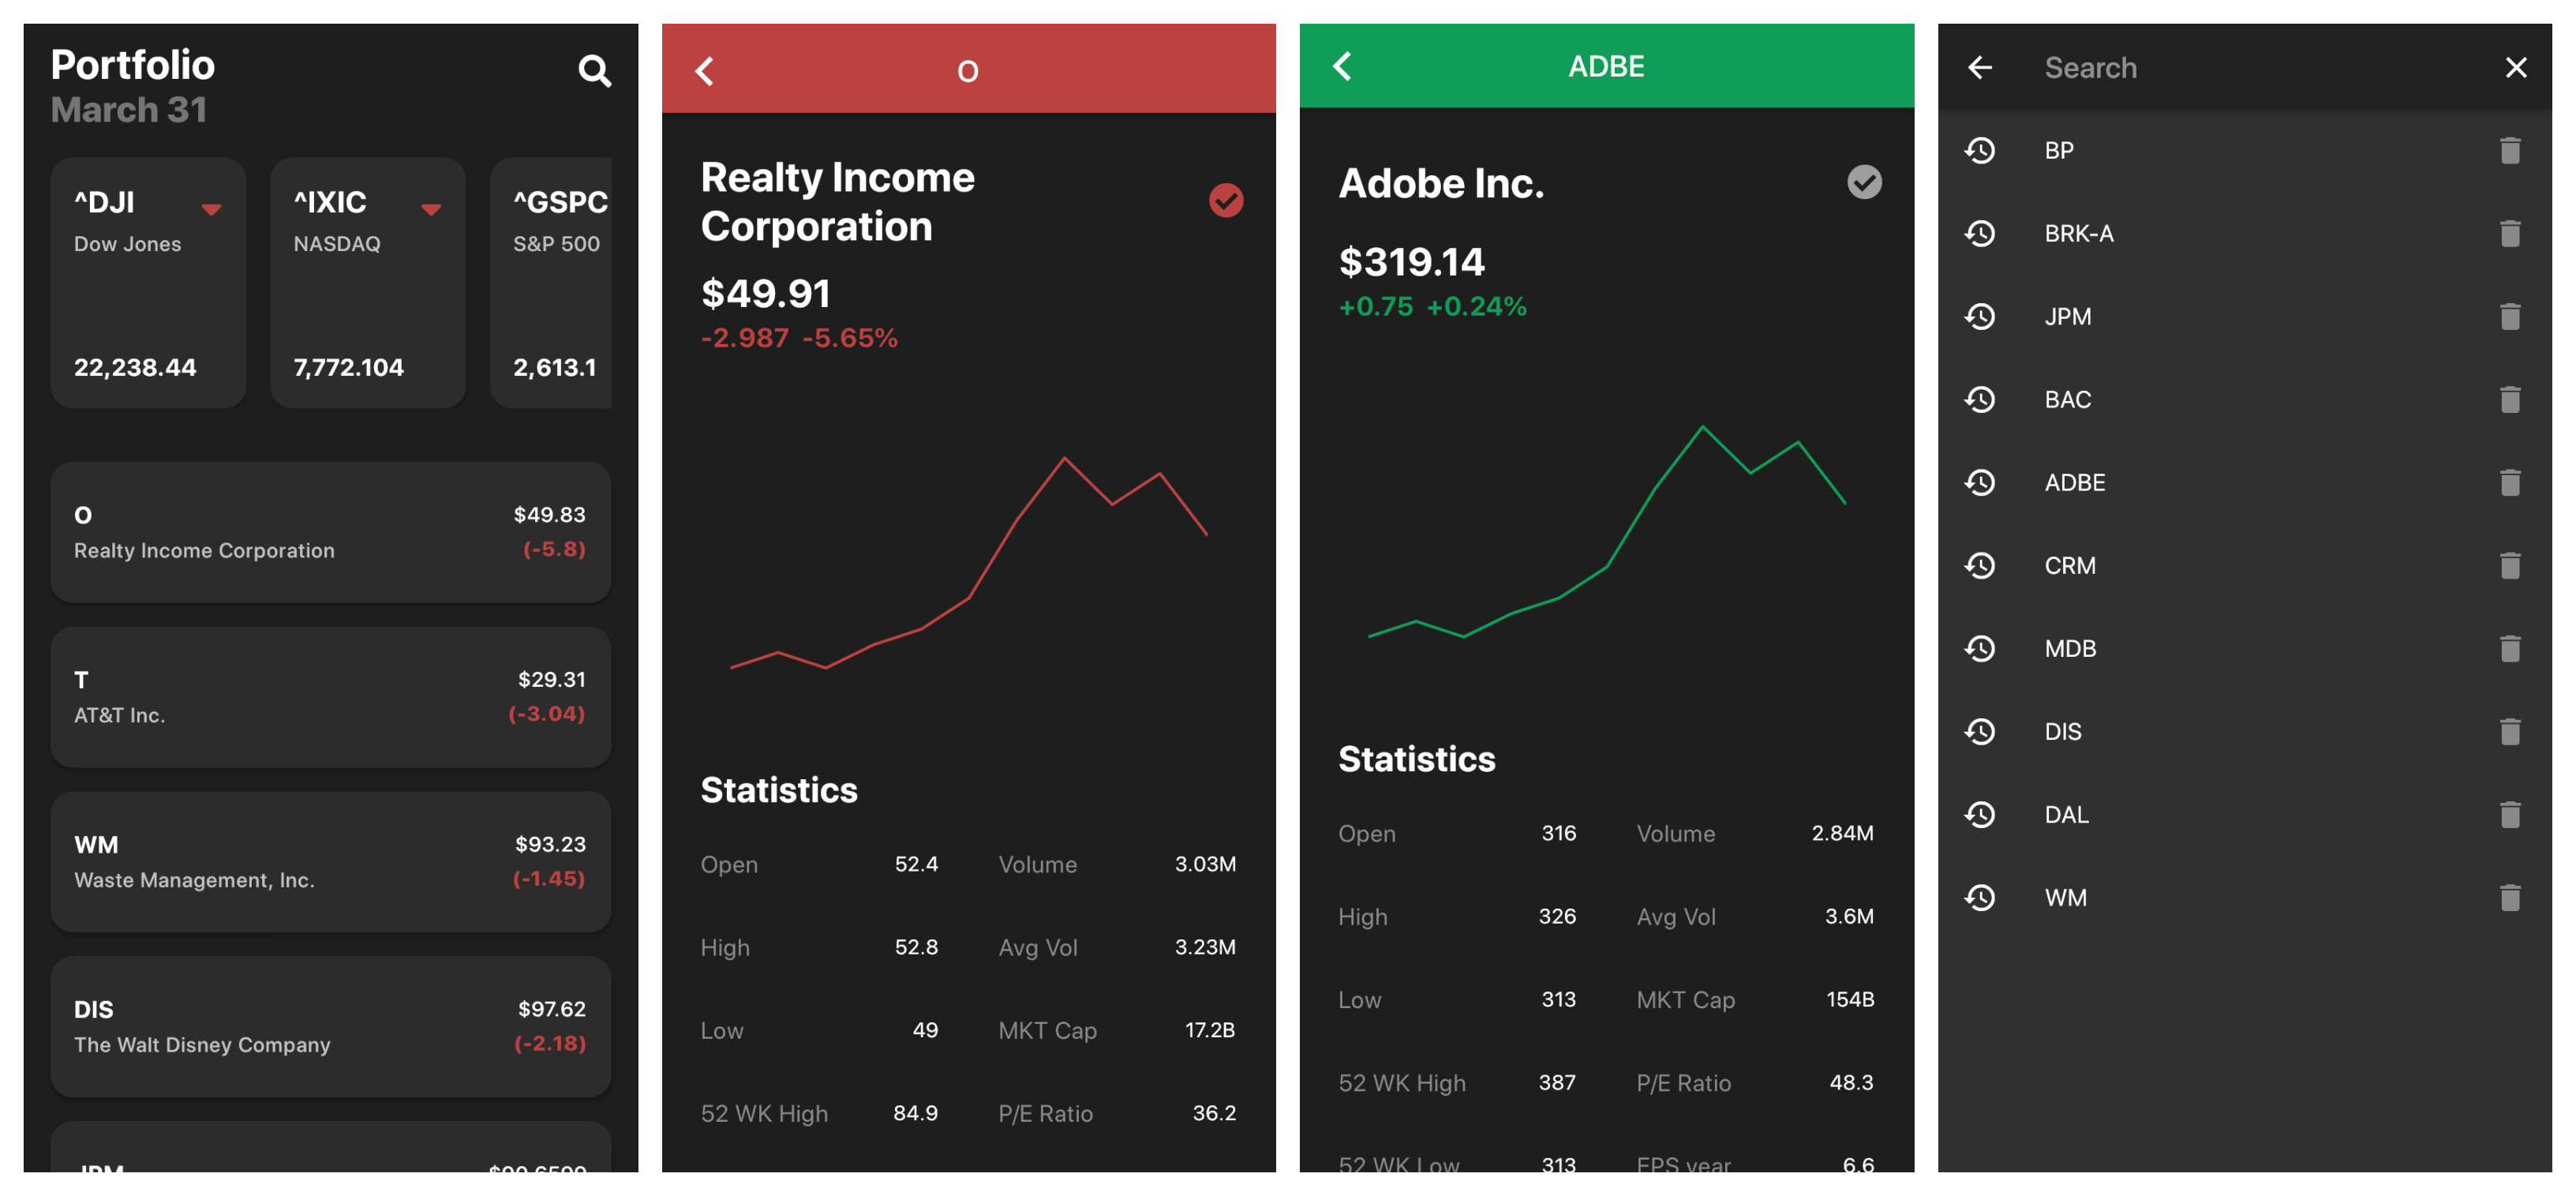 Portfolio
March 31
^DJI
Dow Jones
22,238.44
^IXIC
NASDAQ
7,772.104
^GSPC
S&P 500
2,613.1
O $49.83
Realty Income Corporation (-5.8)
T $29.31
AT&T Inc. (-3.04)
WM $93.23
Waste Management, Inc. (-1.45)
DIS $97.62
The Walt Disney Company (-2.18)
JPM $90.6599
O
Realty Income
Corporation
$49.91
-2.987 -5.65%
Statistics
Open 52.4 Volume 3.03M
High 52.8 Avg Vol 3.23M
Low 49 MKT Cap 17.2B
52 WK High 84.9 P/E Ratio 36.2
ADBE
Adobe Inc.
$319.14
+0.75 +0.24%
Statistics
Open 316 Volume 2.84M
High 326 Avg Vol 3.6M
Low 313 MKT Cap 154B
52 WK High 387 P/E Ratio 48.3
52 WK Low 313 EPS year 6.6
Search
BP
BRK-A
JPM
BAC
ADBE
CRM
MDB
DIS
DAL
WM